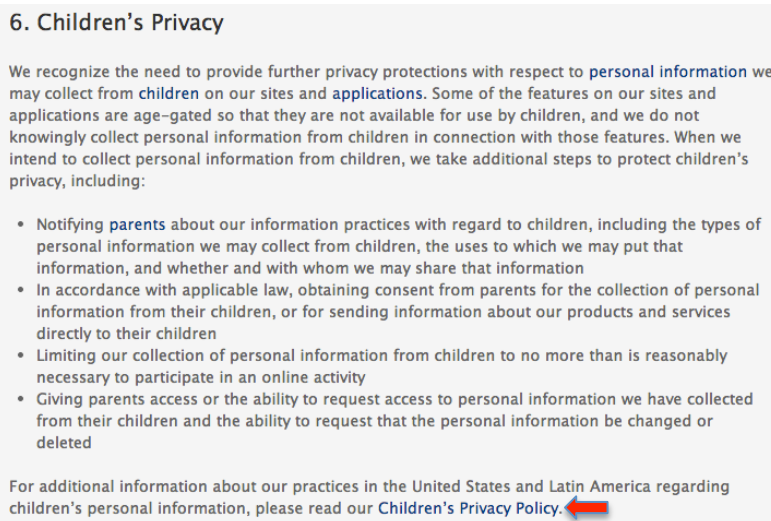 6. Children's Privacy
We recognize the need to provide further privacy protections with respect to personal information we
may collect from children on our sites and applications. Some of the features on our sites and
applications are age-gated so that they are not available for use by children, and we do not
knowingly collect personal information from children in connection with those features. When we
intend to collect personal information from children, we take additional steps to protect children's
privacy, including:
• Notifying parents about our information practices with regard to children, including the types of
personal information we may collect from children, the uses to which we may put that
information, and whether and with whom we may share that information
• In accordance with applicable law, obtaining consent from parents for the collection of personal
information from their children, or for sending information about our products and services
directly to their children
• Limiting our collection of personal information from children to no more than is reasonably
necessary to participate in an online activity
• Giving parents access or the ability to request access to personal information we have collected
from their children and the ability to request that the personal information be changed or
deleted
For additional information about our practices in the United States and Latin America regarding
children's personal information, please read our Children's Privacy Policy.